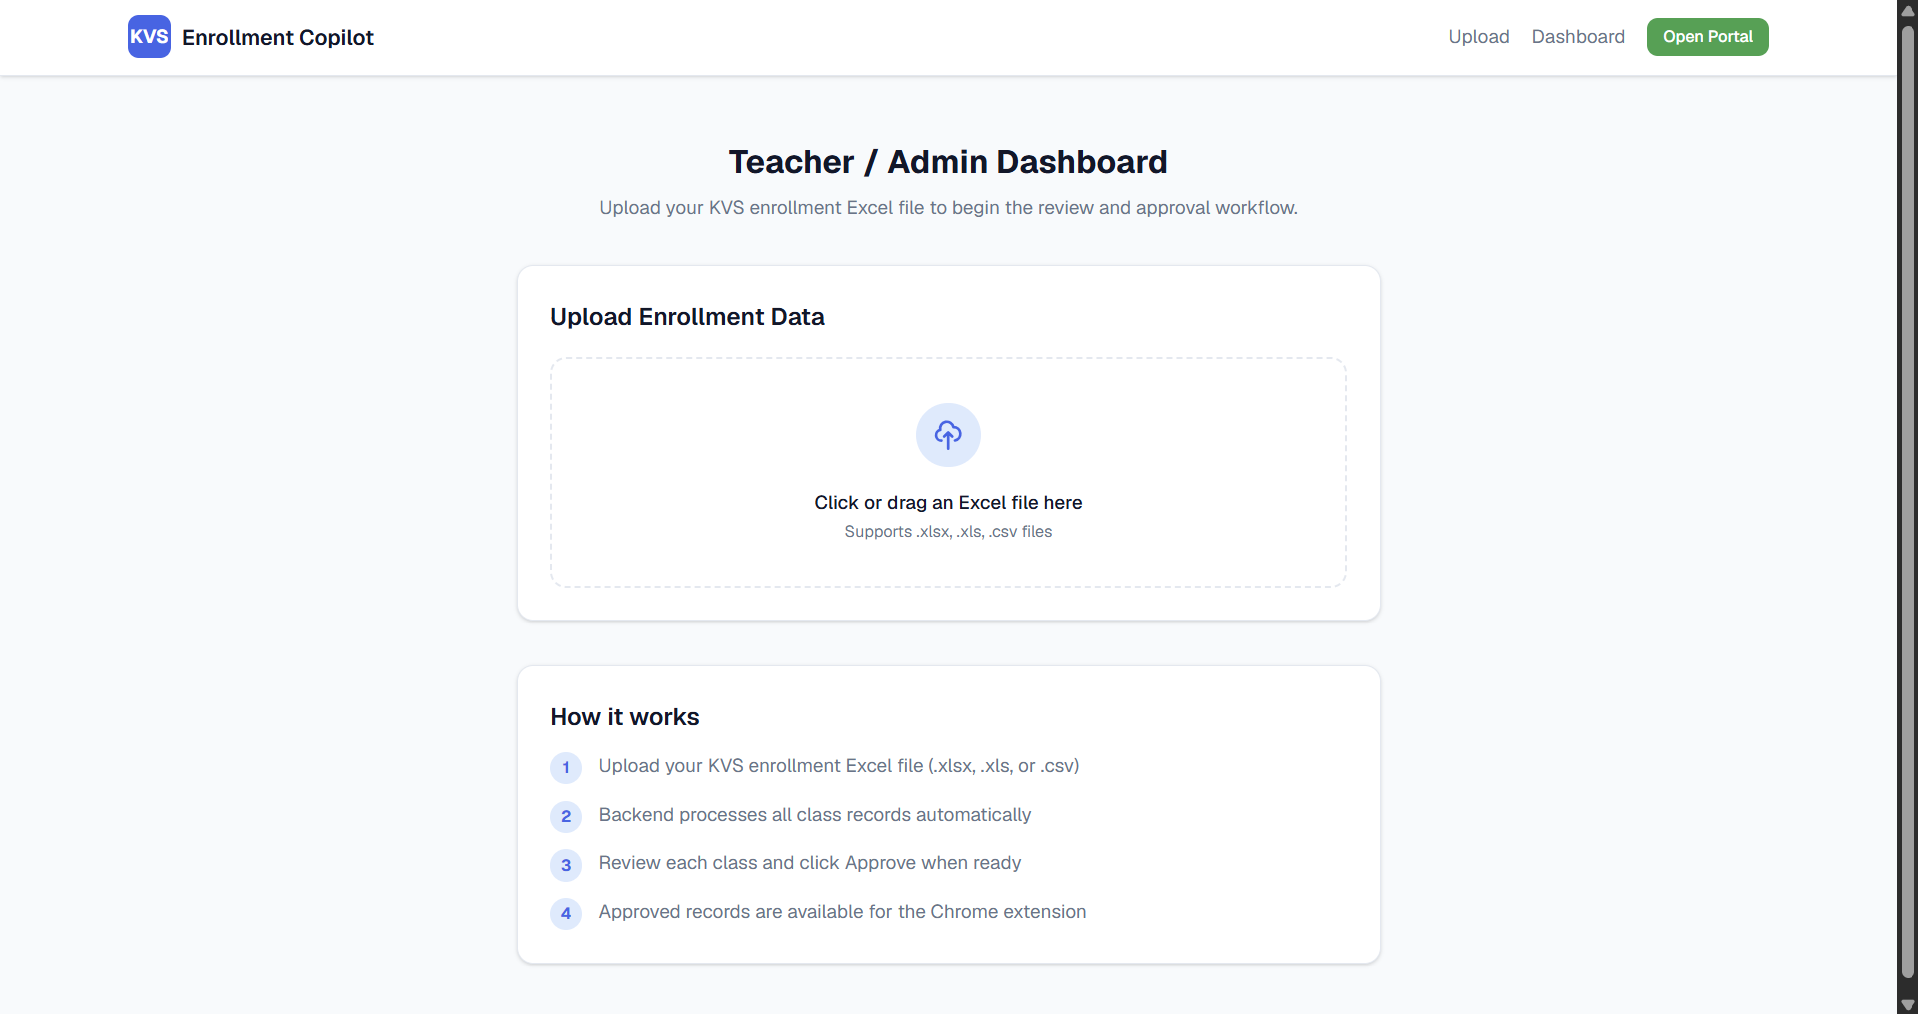 KVS Enrollment Copilot
Upload Dashboard Open Portal
Teacher / Admin Dashboard
Upload your KVS enrollment Excel file to begin the review and approval workflow.
Upload Enrollment Data
Click or drag an Excel file here
Supports .xlsx, .xls, .csv files
How it works
1 Upload your KVS enrollment Excel file (.xlsx, .xls, or .csv)
2 Backend processes all class records automatically
3 Review each class and click Approve when ready
4 Approved records are available for the Chrome extension